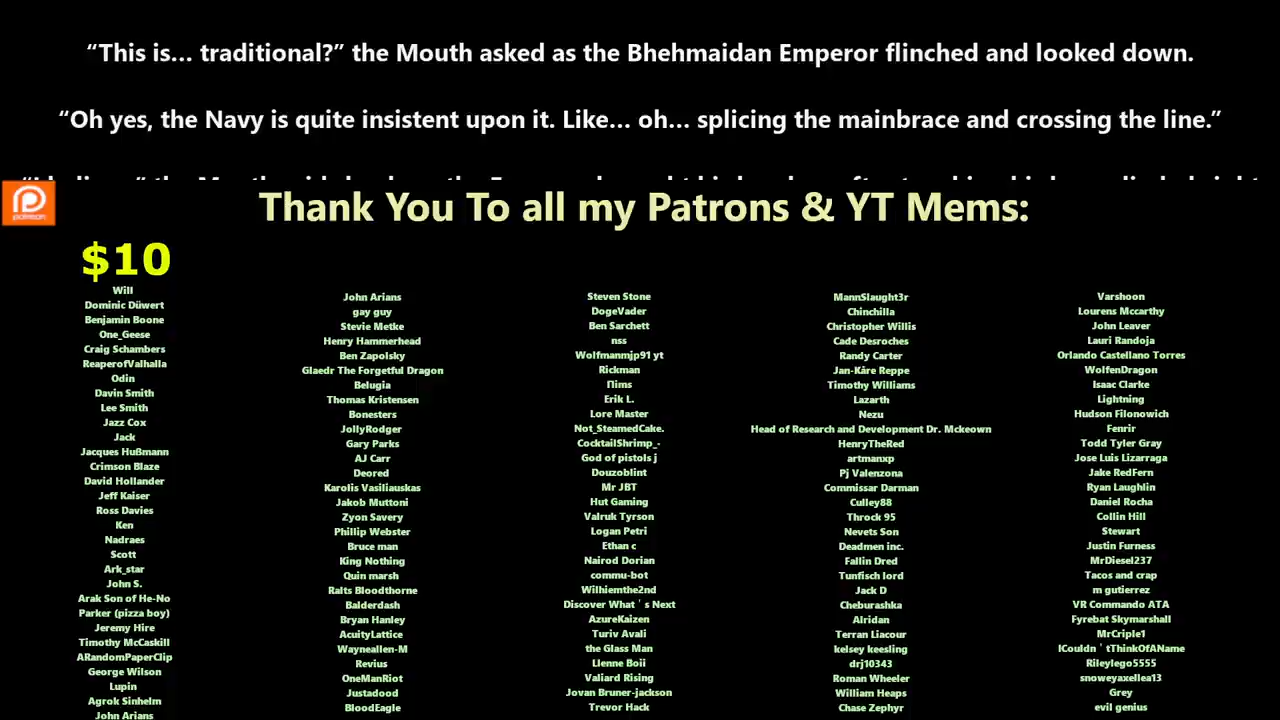 “This is... traditional?” the Mouth asked as the Bhehmaidan Emperor flinched and looked down.
“Oh yes, the Navy is quite insistent upon it. Like... oh... splicing the mainbrace and crossing the line.”
patreon
Thank You To all my Patrons & YT Mems:
$10
Will
Dominic Düwert
Benjamin Boone
One_Geese
Craig Schambers
ReaperofValhalla
Odin
Davin Smith
Lee Smith
Jazz Cox
Jack
Jacques Hußmann
Crimson Blaze
David Hollander
Jeff Kaiser
Ross Davies
Ken
Nadraes
Scott
Ark_star
John S.
Arak Son of He-No
Parker (pizza boy)
Jeremy Hire
Timothy McCaskill
ARandomPaperClip
George Wilson
Lupin
Agrok Sinhelm
John Arians
John Arians
gay guy
Stevie Metke
Henry Hammerhead
Ben Zapolsky
Glaedr The Forgetful Dragon
Belugia
Thomas Kristensen
Bonesters
JollyRodger
Gary Parks
AJ Carr
Deored
Karolis Vasiliauskas
Jakob Muttoni
Zyon Savery
Phillip Webster
Bruce man
King Nothing
Quin marsh
Ralts Bloodthorne
Balderdash
Bryan Hanley
AcuityLattice
Wayneallen-M
Revius
OneManRiot
Justadood
BloodEagle
Steven Stone
DogeVader
Ben Sarchett
nss
Wolfmanmjp91 yt
Rickman
Пims
Erik L.
Lore Master
Not_SteamedCake.
CocktailShrimp_-
God of pistols j
Douzoblint
Mr JBT
Hut Gaming
Valruk Tyrson
Logan Petri
Ethan c
Nairod Dorian
commu-bot
Wilhiemthe2nd
Discover What's Next
AzureKaizen
Turiv Avali
the Glass Man
Llenne Boii
Valiard Rising
Jovan Bruner-jackson
Trevor Hack
MannSlaught3r
Chinchilla
Christopher Willis
Cade Desroches
Randy Carter
Jan-Kåre Reppe
Timothy Williams
Lazarth
Nezu
Head of Research and Development Dr. Mckeown
HenryTheRed
artmanxp
Pj Valenzona
Commissar Darman
Culley88
Throck 95
Nevets Son
Deadmen inc.
Fallin Dred
Tunfisch lord
Jack D
Cheburashka
Alridan
Terran Liacour
kelsey keesling
drj10343
Roman Wheeler
William Heaps
Chase Zephyr
Varshoon
Lourens Mccarthy
John Leaver
Lauri Randoja
Orlando Castellano Torres
WolfenDragon
Isaac Clarke
Lightning
Hudson Filonowich
Fenrir
Todd Tyler Gray
Jose Luis Lizarraga
Jake RedFern
Ryan Laughlin
Daniel Rocha
Collin Hill
Stewart
Justin Furness
MrDiesel237
Tacos and crap
m gutierrez
VR Commando ATA
Fyrebat Skymarshall
MrCriple1
ICouldn'tThinkOfAName
Rileylego5555
snoweyaxellea13
Grey
evil genius